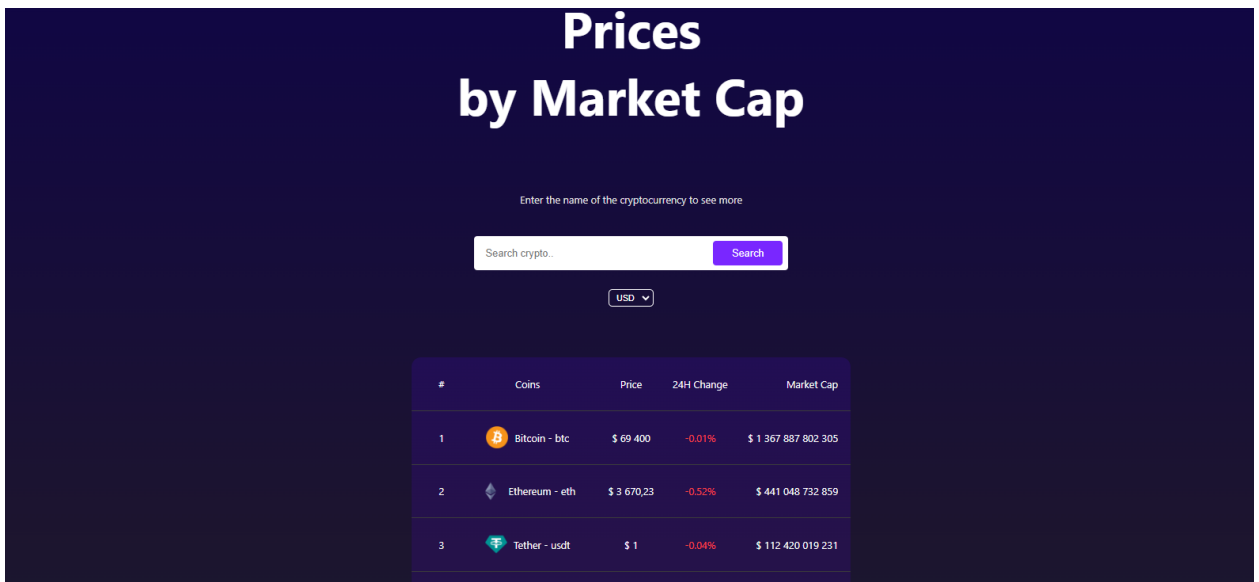 Prices
by Market Cap
Enter the name of the cryptocurrency to see more
Search crypto.. Search
USD
# Coins Price 24H Change Market Cap
1 Bitcoin - btc $ 69 400 -0.01% $ 1 367 887 802 305
2 Ethereum - eth $ 3 670,23 -0.52% $ 441 048 732 859
3 Tether - usdt $ 1 -0.04% $ 112 420 019 231